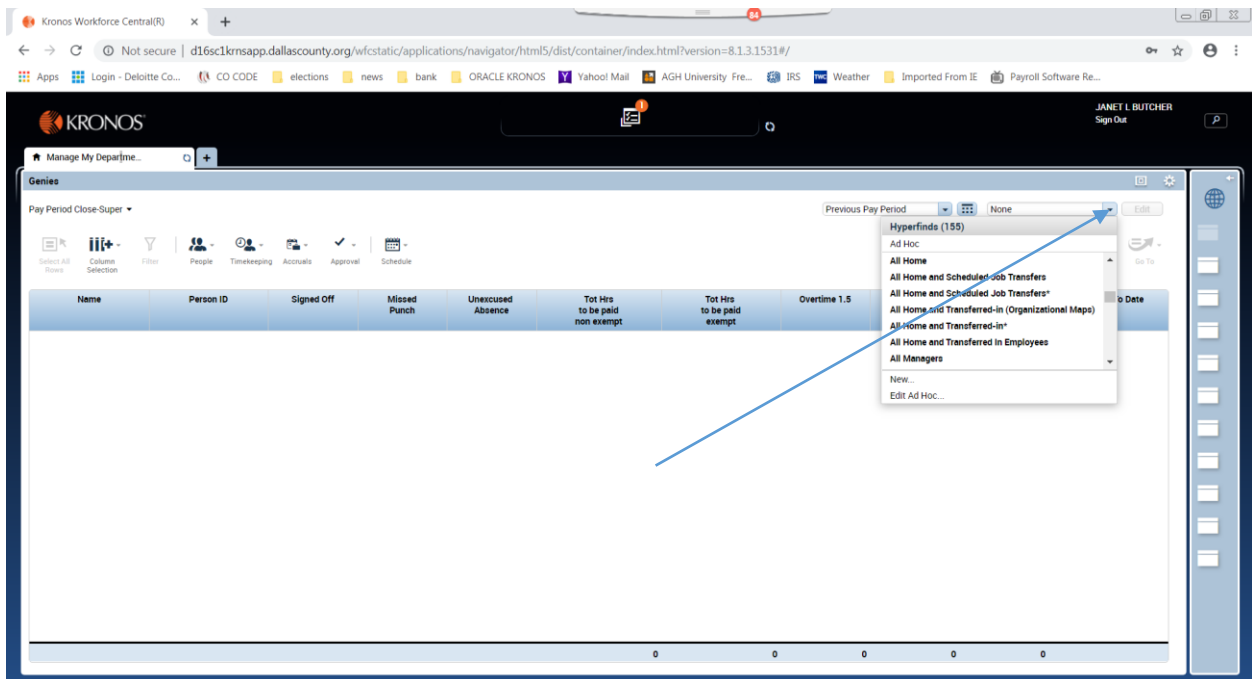 Kronos Workforce Central(R)
84
Not secure | d16sc1krnsapp.dallascounty.org/wfcstatic/applications/navigator/html5/dist/container/index.html?version=8.1.3.1531#/
Apps Login - Deloitte Co... CO CODE elections news bank ORACLE KRONOS Yahoo! Mail AGH University Fre... IRS TWC Weather Imported From IE Payroll Software Re...
KRONOS
1
JANET L BUTCHER
Sign Out
Manage My Departme...
Genies
Pay Period Close-Super
Previous Pay Period
None
Edit
Select All Rows
Column Selection
Filter
People
Timekeeping
Accruals
Approval
Schedule
Go To
Hyperfinds (155)
Ad Hoc
All Home
All Home and Scheduled Job Transfers
All Home and Scheduled Job Transfers*
All Home and Transferred-in (Organizational Maps)
All Home and Transferred-in*
All Home and Transferred In Employees
All Managers
New...
Edit Ad Hoc...
Name
Person ID
Signed Off
Missed Punch
Unexcused Absence
Tot Hrs to be paid non exempt
Tot Hrs to be paid exempt
Overtime 1.5
o Date
0 0 0 0 0